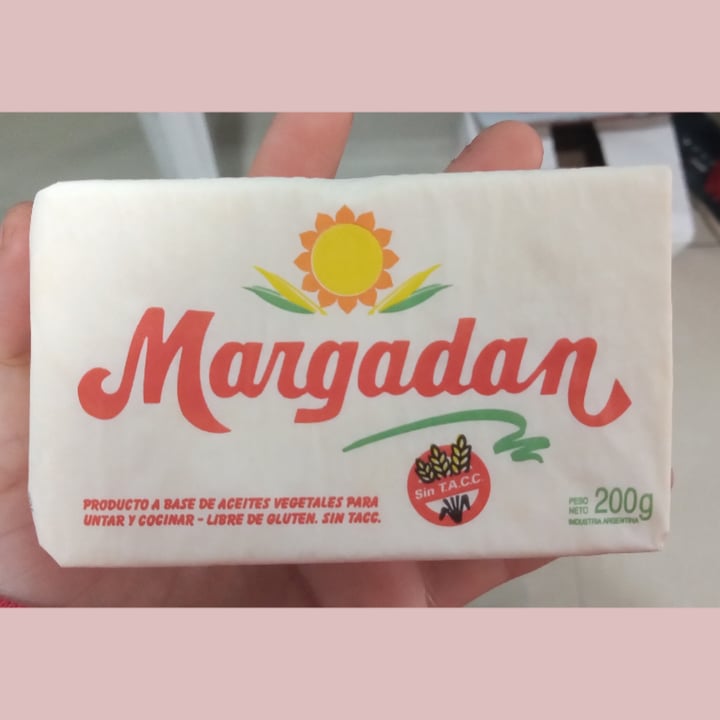 Margadan
PRODUCTO A BASE DE ACEITES VEGETALES PARA
UNTAR Y COCINAR - LIBRE DE GLUTEN. SIN TACC.
Sin T.A.C.C.
PESO
NETO 200g
INDUSTRIA ARGENTINA